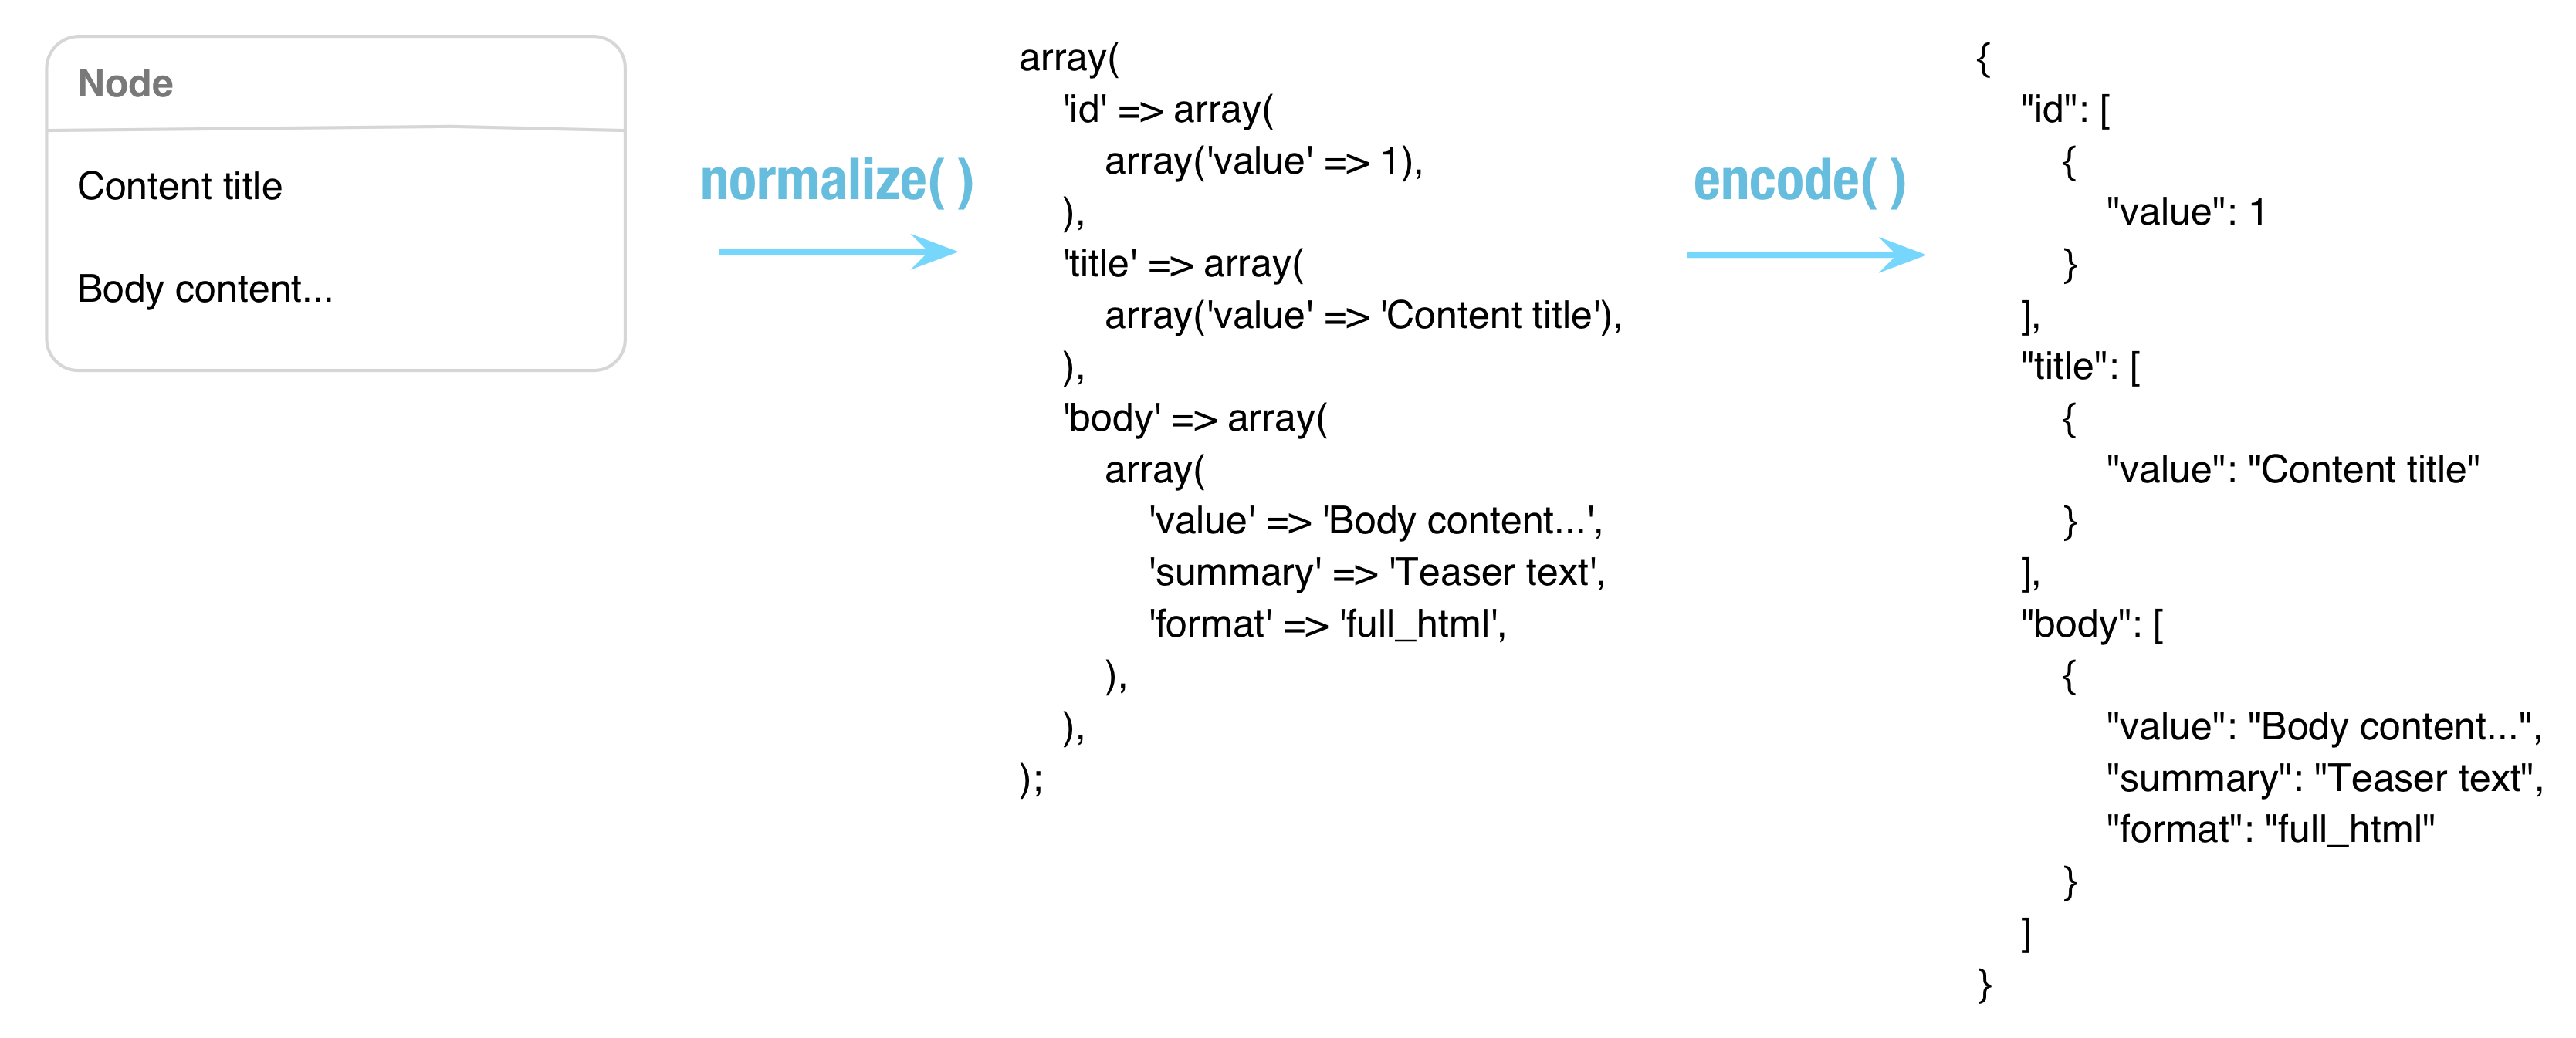 Node
Content title
Body content...
normalize( )
array(
'id' => array(
array('value' => 1),
),
'title' => array(
array('value' => 'Content title'),
),
'body' => array(
array(
'value' => 'Body content...',
'summary' => 'Teaser text',
'format' => 'full_html',
),
),
);
encode( )
{
"id": [
{
"value": 1
}
],
"title": [
{
"value": "Content title"
}
],
"body": [
{
"value": "Body content...",
"summary": "Teaser text",
"format": "full_html"
}
]
}